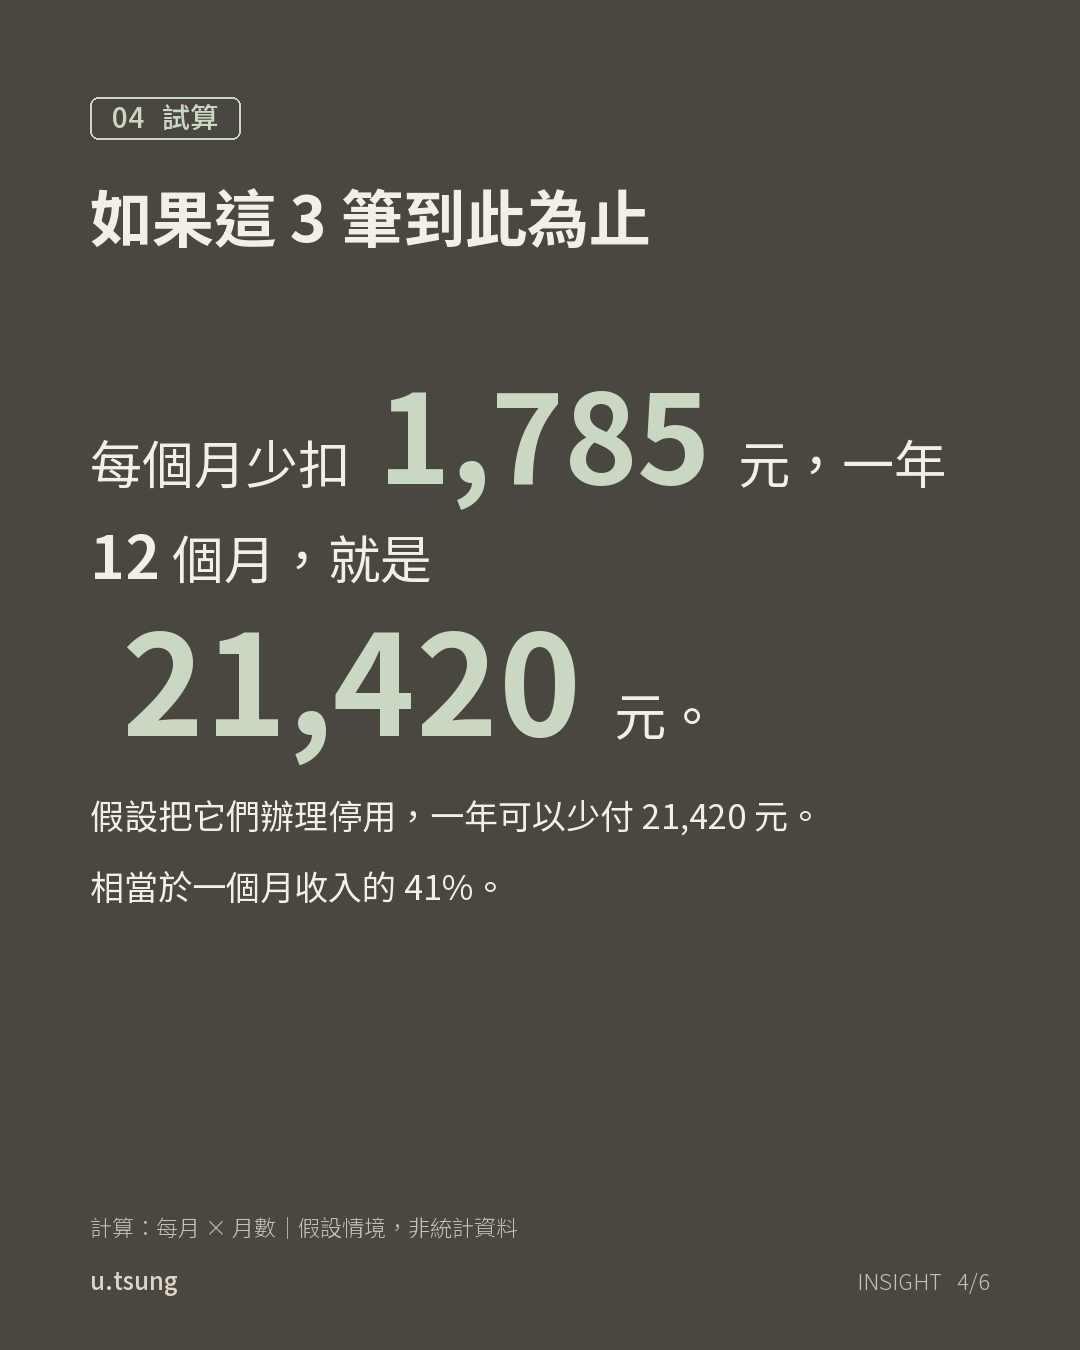 04 試算
如果這 3 筆到此為止
每個月少扣 1,785 元，一年
12 個月，就是
21,420 元。
假設把它們辦理停用，一年可以少付 21,420 元。
相當於一個月收入的 41%。
計算：每月 × 月數｜假設情境，非統計資料
u.tsung
INSIGHT 4/6